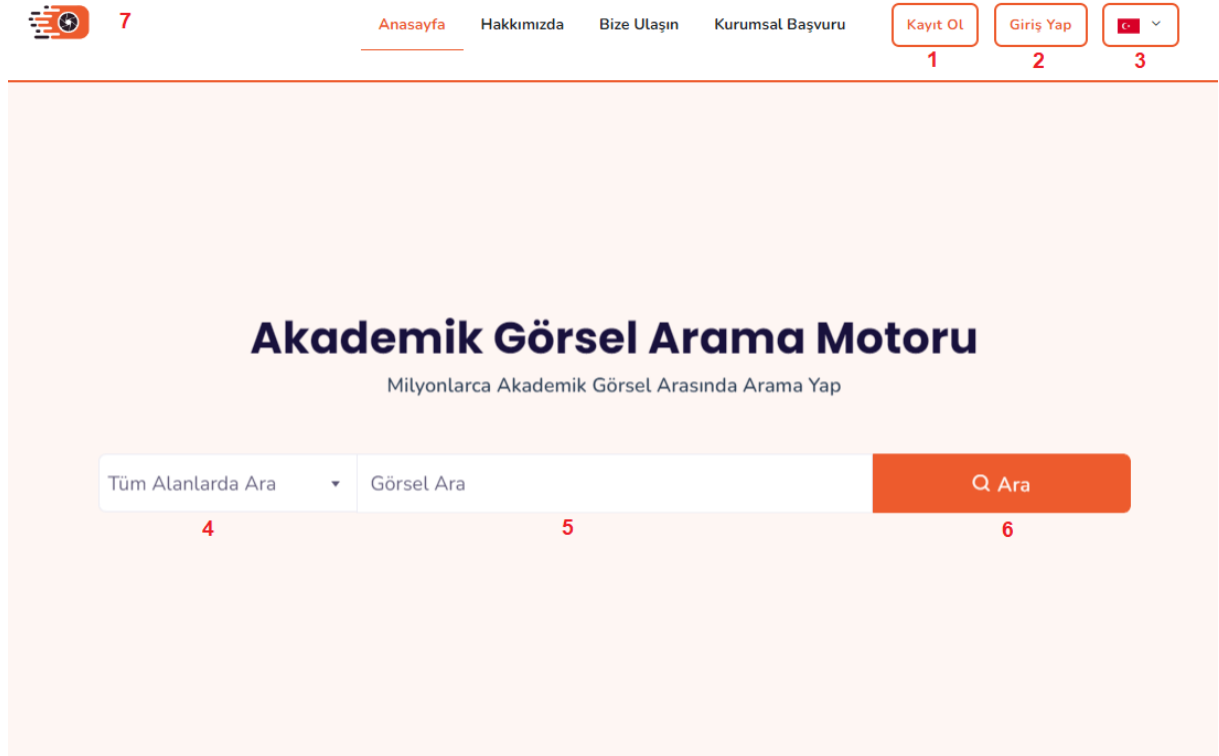 7 Anasayfa Hakkımızda Bize Ulaşın Kurumsal Başvuru Kayıt Ol Giriş Yap
1 2 3
Akademik Görsel Arama Motoru
Milyonlarca Akademik Görsel Arasında Arama Yap
Tüm Alanlarda Ara Görsel Ara Ara
4 5 6